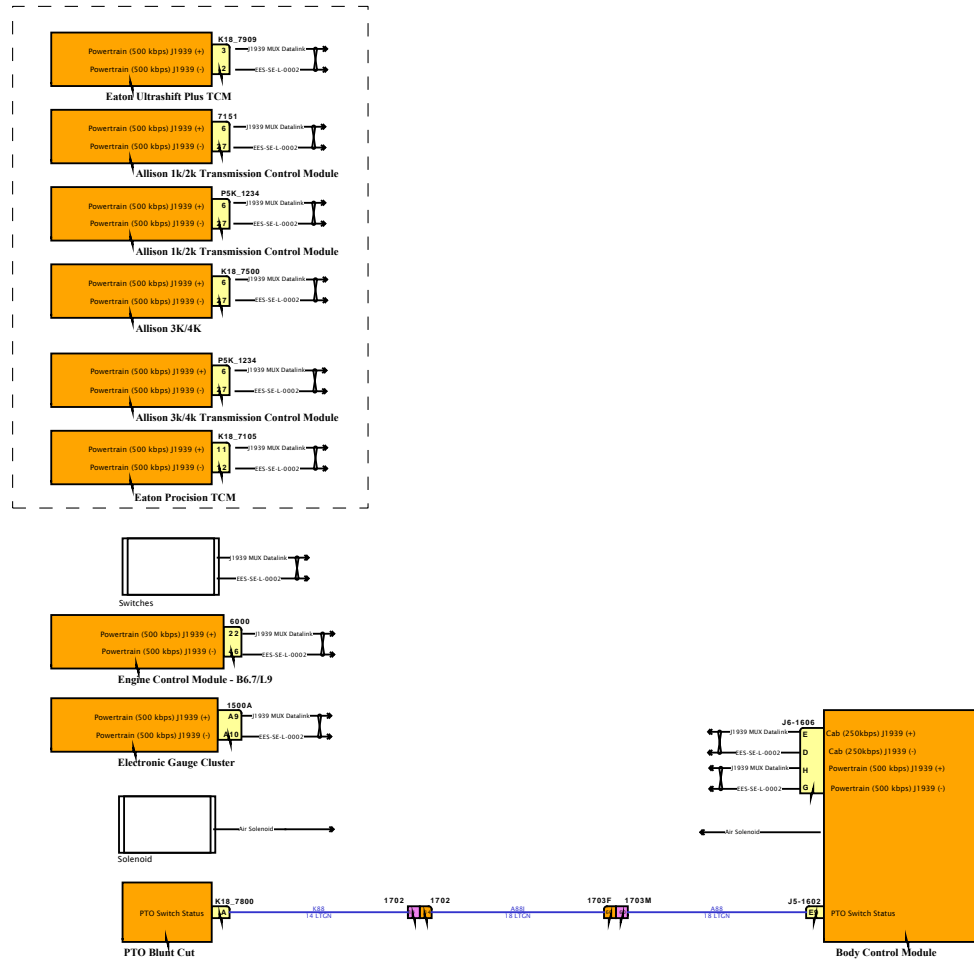 K18_7909
Powertrain (500 kbps) J1939 (+)
3
J1939 MUX Datalink
Powertrain (500 kbps) J1939 (-)
2
EES-SE-L-0002
Eaton Ultrashift Plus TCM
7151
Powertrain (500 kbps) J1939 (+)
6
J1939 MUX Datalink
Powertrain (500 kbps) J1939 (-)
27
EES-SE-L-0002
Allison 1k/2k Transmission Control Module
P5K_1234
Powertrain (500 kbps) J1939 (+)
6
J1939 MUX Datalink
Powertrain (500 kbps) J1939 (-)
27
EES-SE-L-0002
Allison 1k/2k Transmission Control Module
K18_7500
Powertrain (500 kbps) J1939 (+)
6
J1939 MUX Datalink
Powertrain (500 kbps) J1939 (-)
27
EES-SE-L-0002
Allison 3K/4K
P5K_1234
Powertrain (500 kbps) J1939 (+)
6
J1939 MUX Datalink
Powertrain (500 kbps) J1939 (-)
27
EES-SE-L-0002
Allison 3k/4k Transmission Control Module
K18_7105
Powertrain (500 kbps) J1939 (+)
11
J1939 MUX Datalink
Powertrain (500 kbps) J1939 (-)
12
EES-SE-L-0002
Eaton Procision TCM
J1939 MUX Datalink
EES-SE-L-0002
Switches
6000
Powertrain (500 kbps) J1939 (+)
22
J1939 MUX Datalink
Powertrain (500 kbps) J1939 (-)
46
EES-SE-L-0002
Engine Control Module - B6.7/L9
1500A
Powertrain (500 kbps) J1939 (+)
A9
J1939 MUX Datalink
Powertrain (500 kbps) J1939 (-)
A10
EES-SE-L-0002
Electronic Gauge Cluster
J6-1606
J1939 MUX Datalink
E
Cab (250kbps) J1939 (+)
EES-SE-L-0002
D
Cab (250kbps) J1939 (-)
J1939 MUX Datalink
H
Powertrain (500 kbps) J1939 (+)
EES-SE-L-0002
G
Powertrain (500 kbps) J1939 (-)
Air Solenoid
Air Solenoid
Solenoid
K18_7800
1702
1702
1703F
1703M
J5-1602
PTO Switch Status
A
K88
14 LTGN
A88J
18 LTGN
A88
18 LTGN
PTO Switch Status
PTO Blunt Cut
Body Control Module